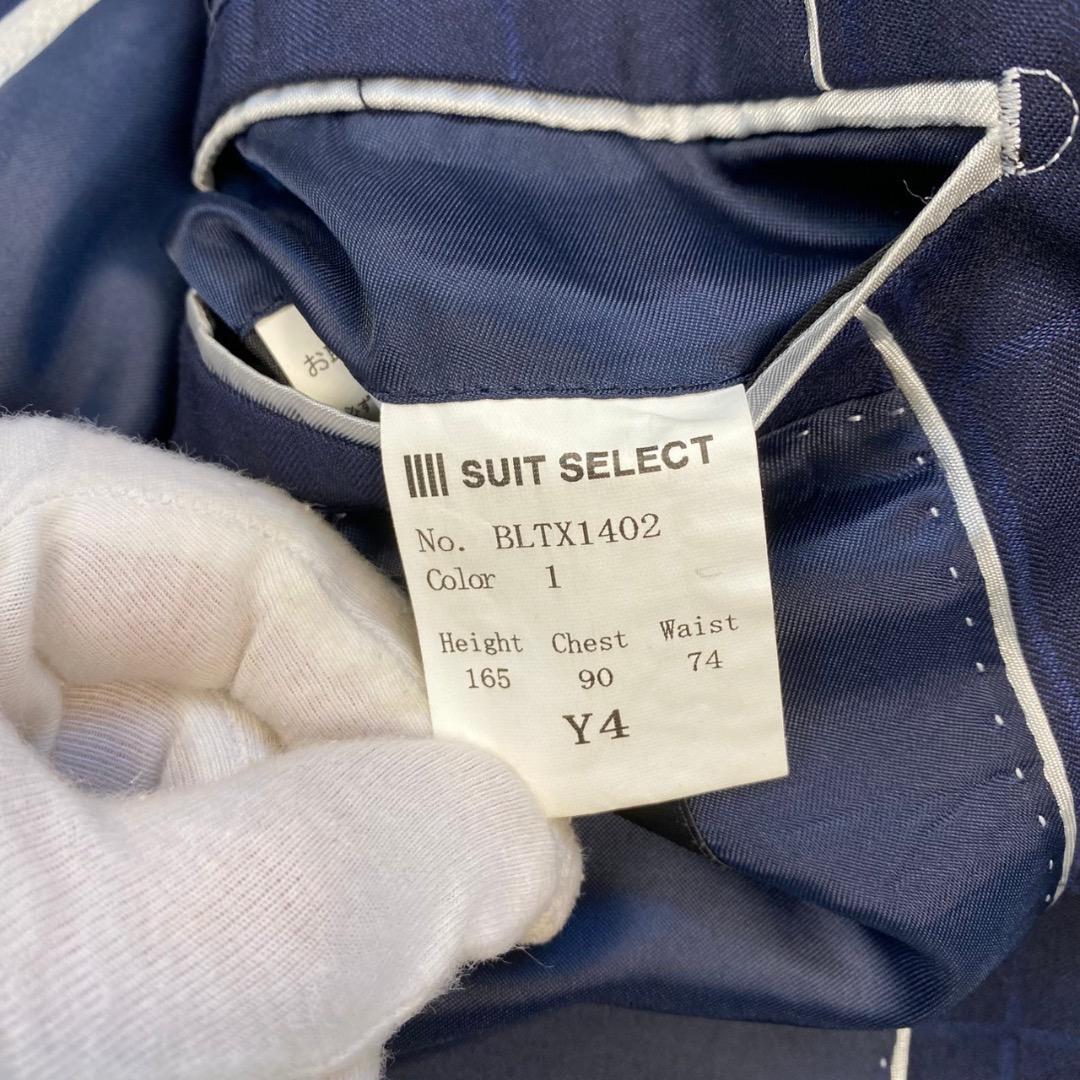 SUIT SELECT
No. BLTX1402
Color 1
Height Chest Waist
165 90 74
Y4